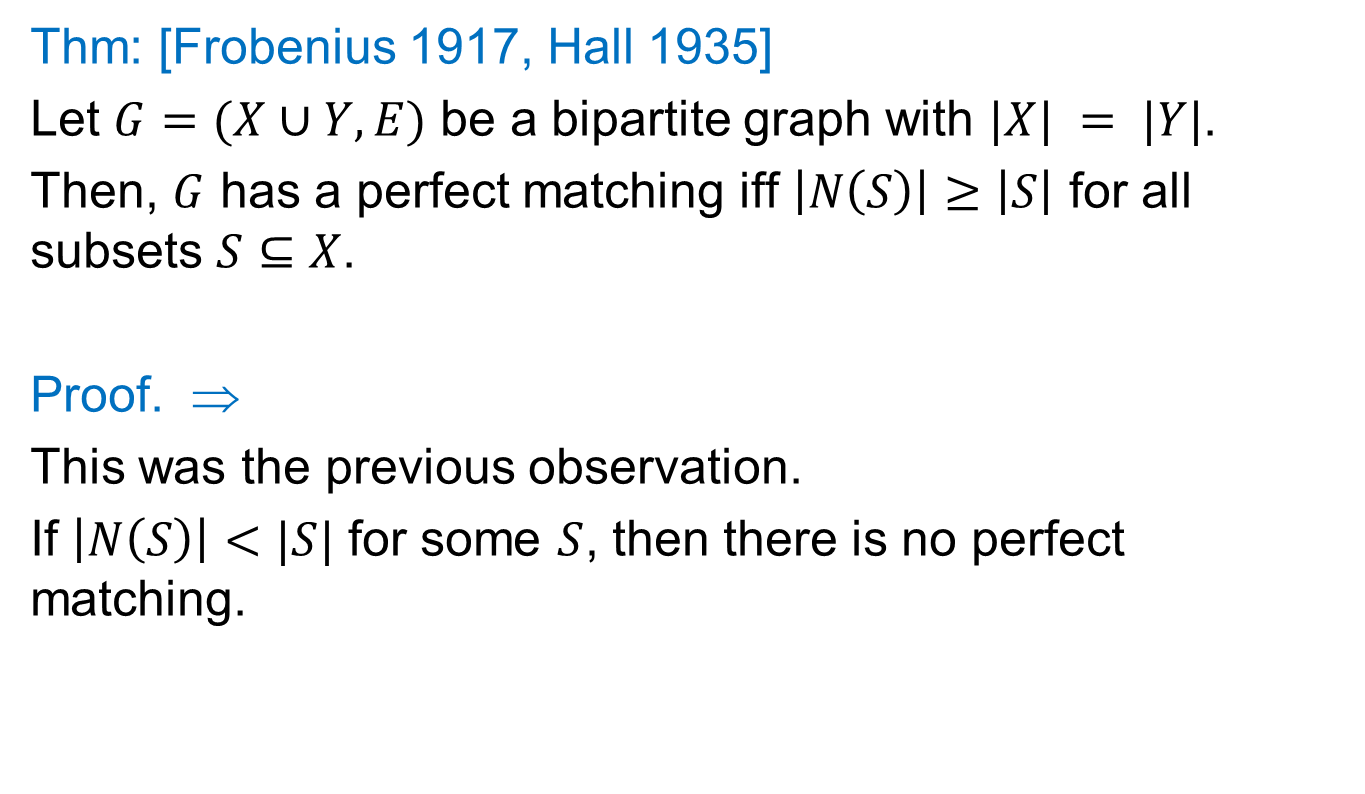 Thm: [Frobenius 1917, Hall 1935]
Let G = (X ∪ Y, E) be a bipartite graph with |X| = |Y|.
Then, G has a perfect matching iff |N(S)| ≥ |S| for all
subsets S ⊆ X.
Proof. ⇒
This was the previous observation.
If |N(S)| < |S| for some S, then there is no perfect
matching.